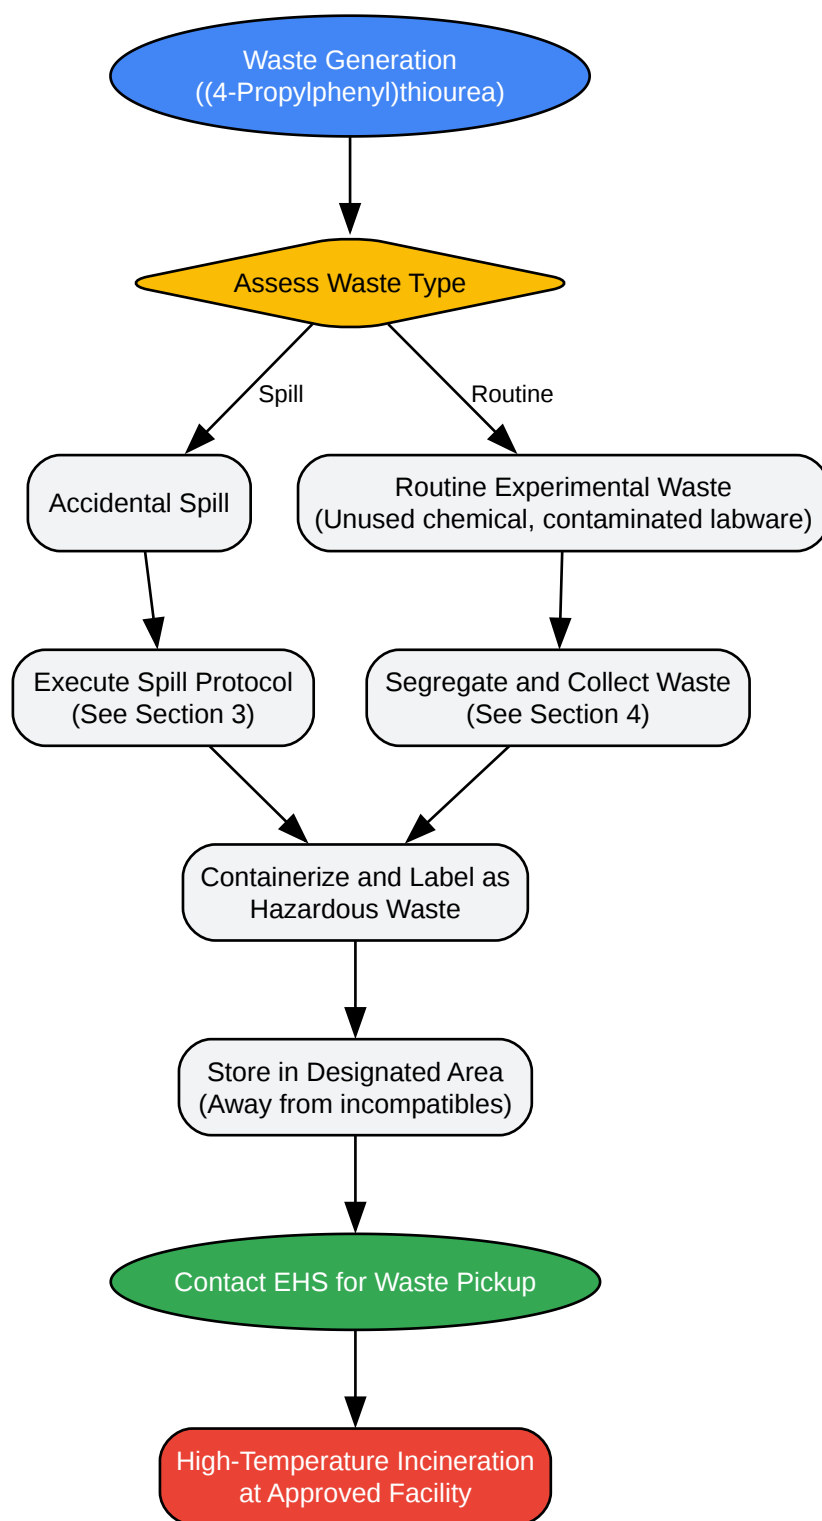 Waste Generation
((4-Propylphenyl)thiourea)
Assess Waste Type
Spill
Routine
Accidental Spill
Routine Experimental Waste
(Unused chemical, contaminated labware)
Execute Spill Protocol
(See Section 3)
Segregate and Collect Waste
(See Section 4)
Containerize and Label as
Hazardous Waste
Store in Designated Area
(Away from incompatibles)
Contact EHS for Waste Pickup
High-Temperature Incineration
at Approved Facility